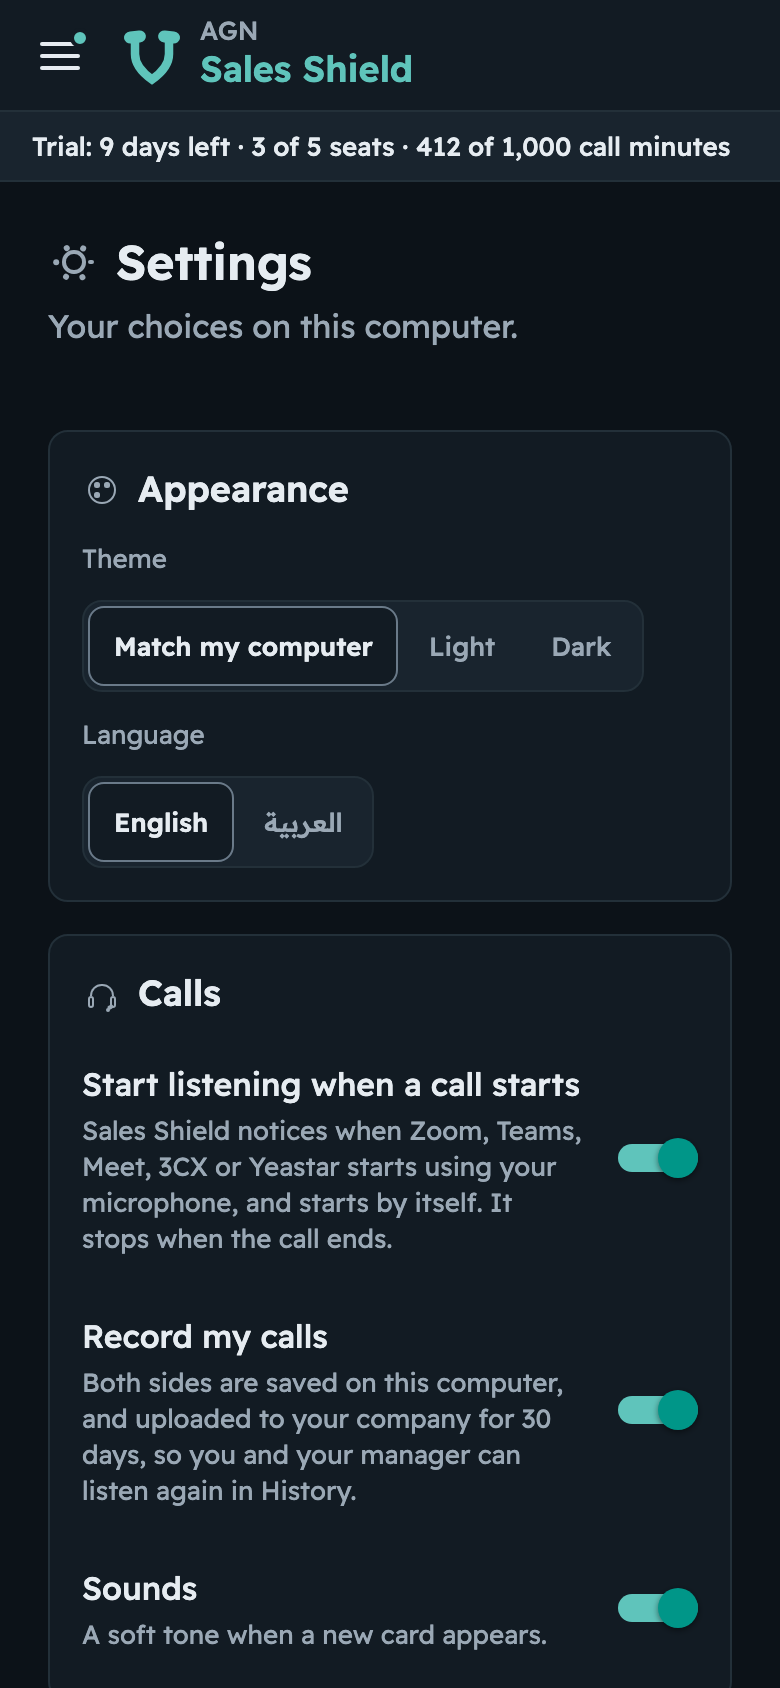 AGN
Sales Shield
Trial: 9 days left · 3 of 5 seats · 412 of 1,000 call minutes
Settings
Your choices on this computer.
Appearance
Theme
Match my computer Light Dark
Language
English العربية
Calls
Start listening when a call starts
Sales Shield notices when Zoom, Teams,
Meet, 3CX or Yeastar starts using your
microphone, and starts by itself. It
stops when the call ends.
Record my calls
Both sides are saved on this computer,
and uploaded to your company for 30
days, so you and your manager can
listen again in History.
Sounds
A soft tone when a new card appears.